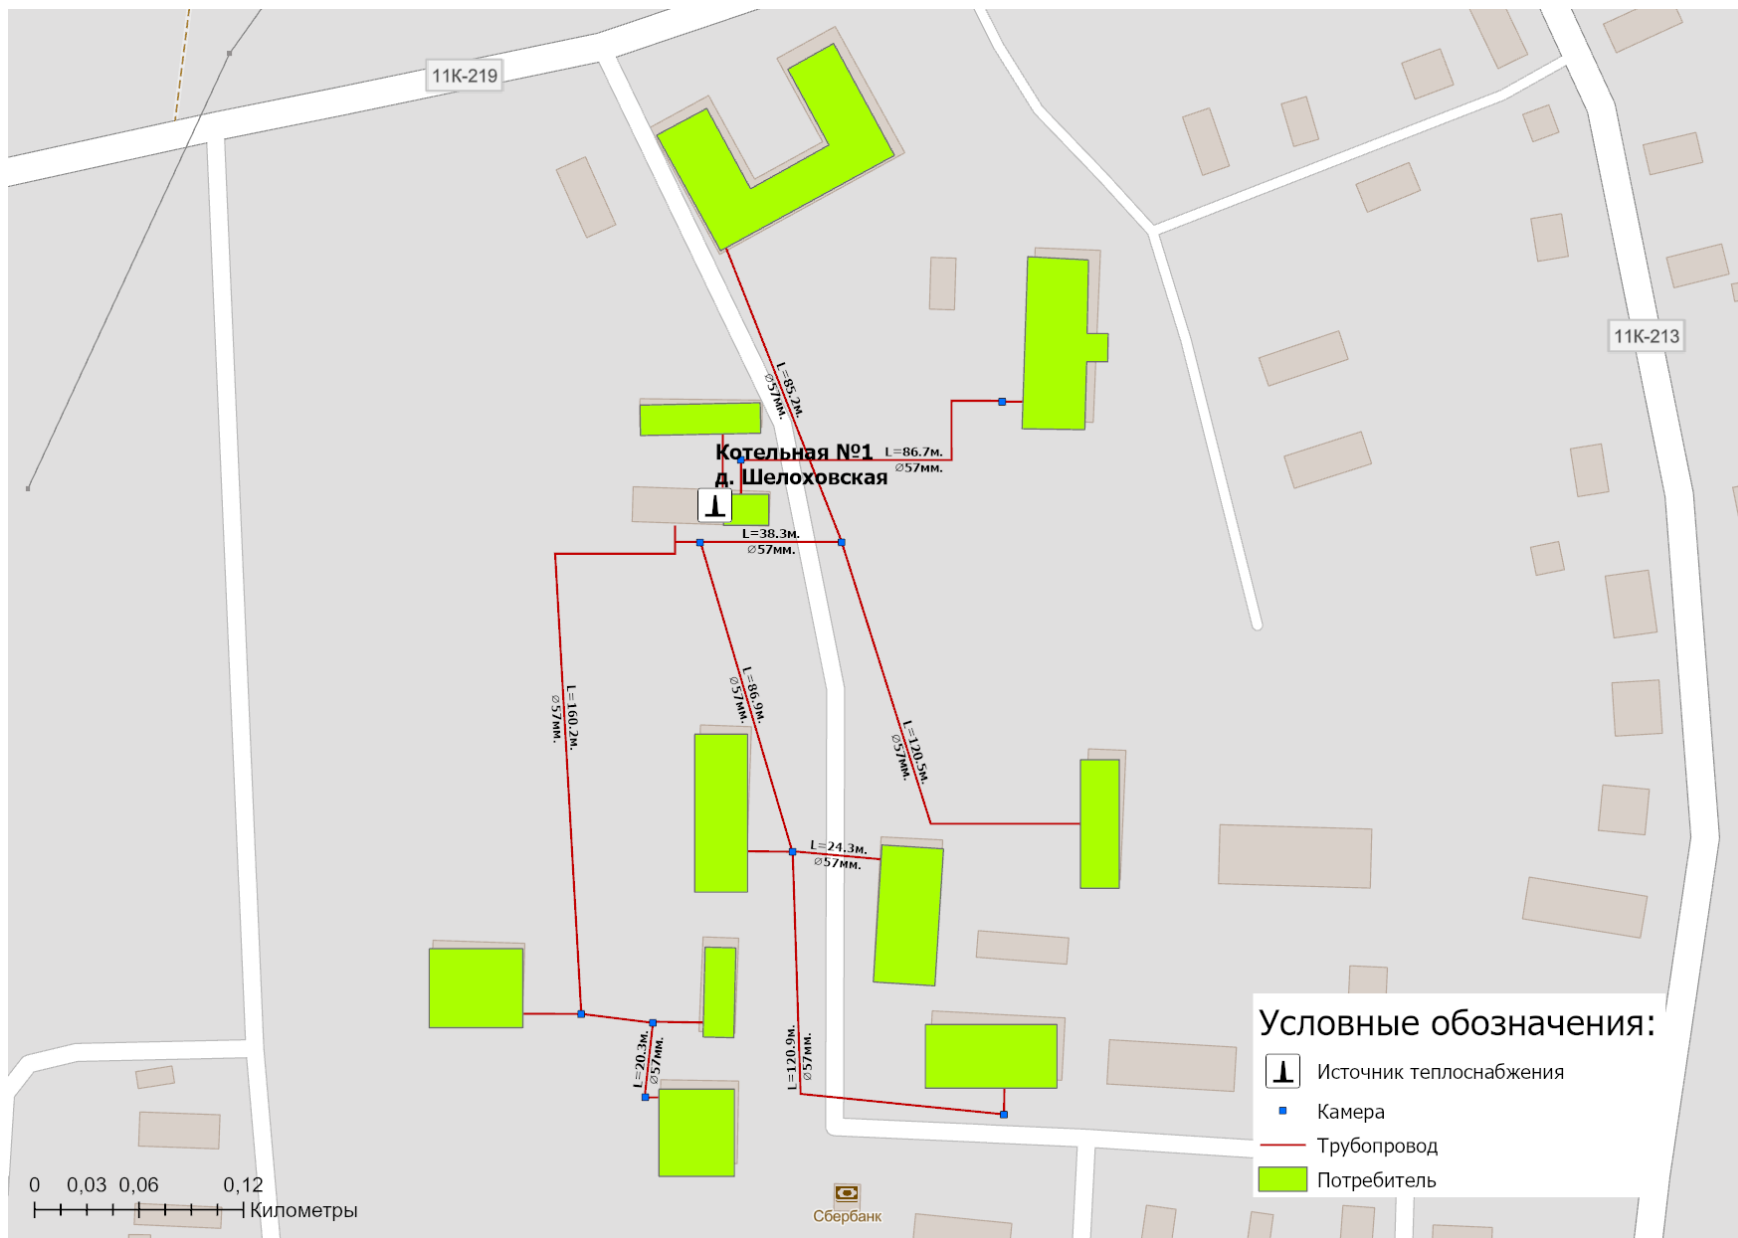 11К-219
11К-213
L=85.2м.
∅57мм.
Котельная №1
д. Шелоховская
L=86.7м.
∅57мм.
L=38.3м.
∅57мм.
L=160.2м.
∅57мм.
L=86.9м.
∅57мм.
L=120.5м.
∅57мм.
L=24.3м.
∅57мм.
L=20.3м.
∅57мм.
L=120.9м.
∅57мм.
Условные обозначения:
Источник теплоснабжения
Камера
Трубопровод
Потребитель
0 0,03 0,06 0,12
Километры
Сбербанк